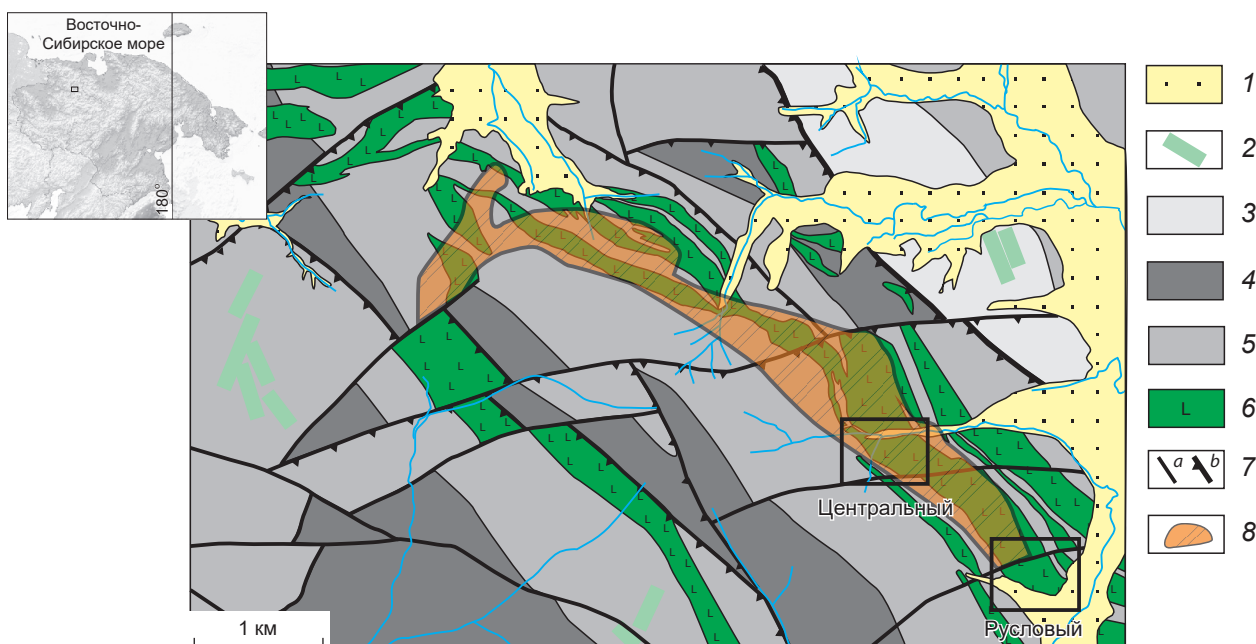 Восточно-
Сибирское море
180°
1
2
3
4
5
L
6
a b
7
8
Центральный
Русловый
1 км